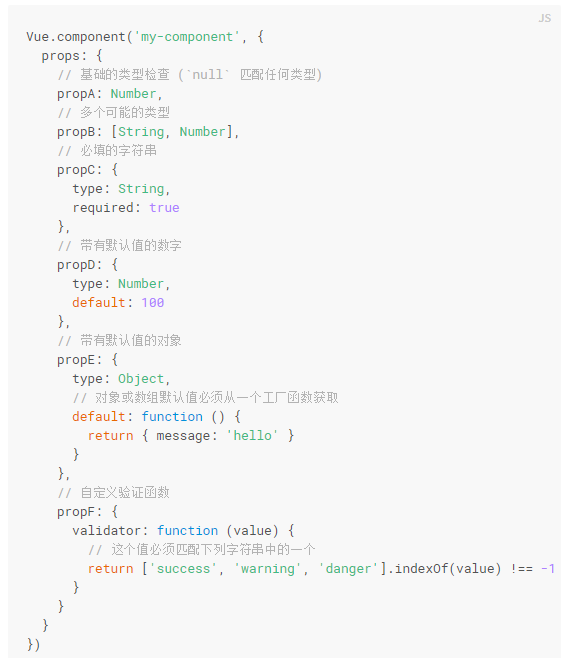 JS
Vue.component('my-component', {
  props: {
    // 基础的类型检查 (`null` 匹配任何类型)
    propA: Number,
    // 多个可能的类型
    propB: [String, Number],
    // 必填的字符串
    propC: {
      type: String,
      required: true
    },
    // 带有默认值的数字
    propD: {
      type: Number,
      default: 100
    },
    // 带有默认值的对象
    propE: {
      type: Object,
      // 对象或数组默认值必须从一个工厂函数获取
      default: function () {
        return { message: 'hello' }
      }
    },
    // 自定义验证函数
    propF: {
      validator: function (value) {
        // 这个值必须匹配下列字符串中的一个
        return ['success', 'warning', 'danger'].indexOf(value) !== -1
      }
    }
  }
})